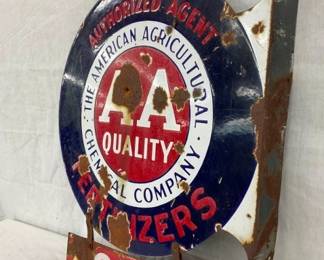 AUTHORIZED AGENT
· THE AMERICAN AGRICULTURAL ·
CHEMICAL COMPANY
AA
QUALITY
FERTILIZERS